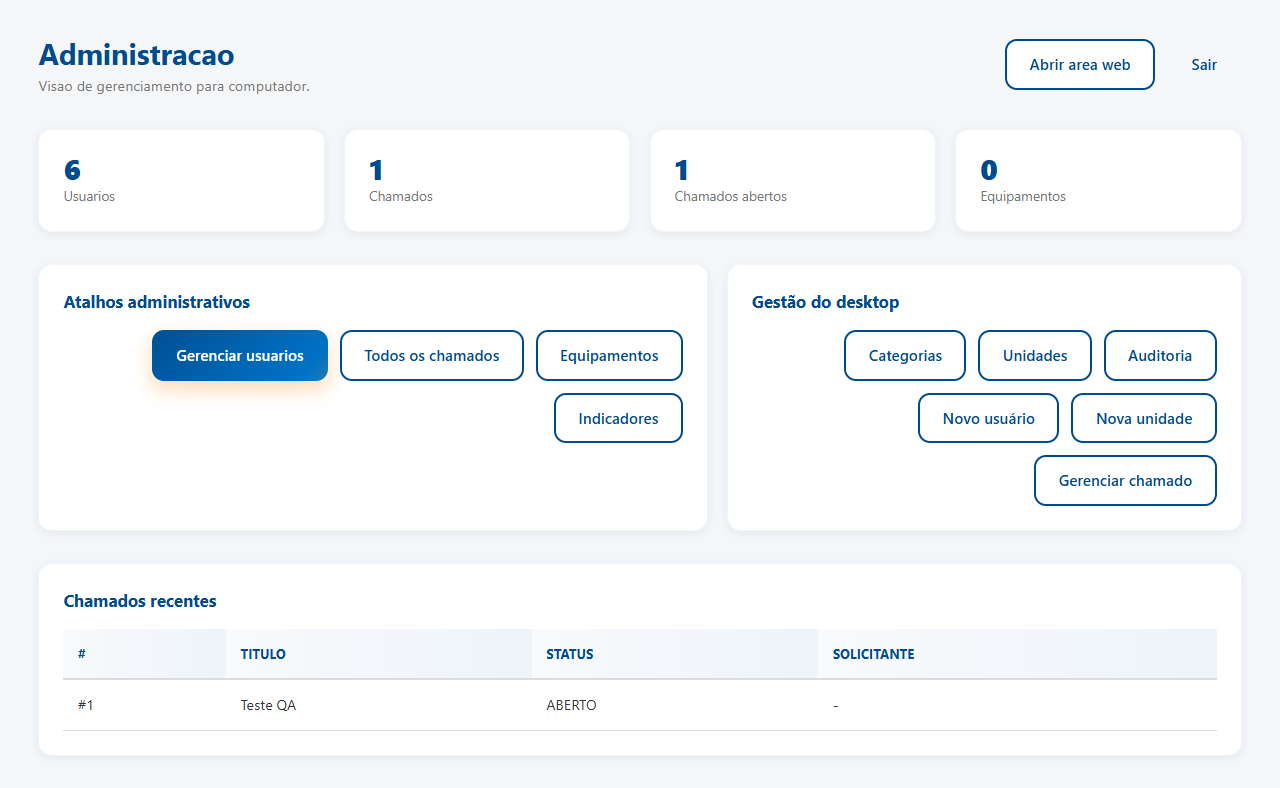 Administracao
Visao de gerenciamento para computador.
Abrir area web
Sair
6
Usuarios
1
Chamados
1
Chamados abertos
0
Equipamentos
Atalhos administrativos
Gerenciar usuarios
Todos os chamados
Equipamentos
Indicadores
Gestão do desktop
Categorias
Unidades
Auditoria
Novo usuário
Nova unidade
Gerenciar chamado
Chamados recentes
# TITULO STATUS SOLICITANTE
#1 Teste QA ABERTO -